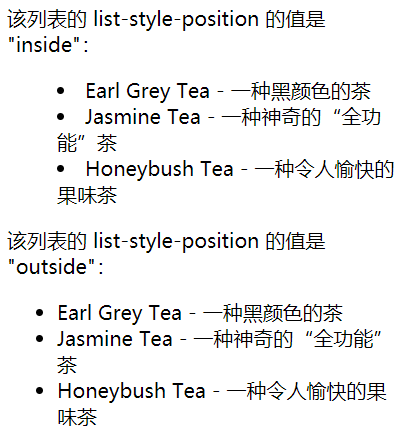 该列表的 list-style-position 的值是
"inside"：
• Earl Grey Tea - 一种黑颜色的茶
• Jasmine Tea - 一种神奇的“全功
能”茶
• Honeybush Tea - 一种令人愉快的
果味茶
该列表的 list-style-position 的值是
"outside"：
• Earl Grey Tea - 一种黑颜色的茶
• Jasmine Tea - 一种神奇的“全功能”
茶
• Honeybush Tea - 一种令人愉快的果
味茶